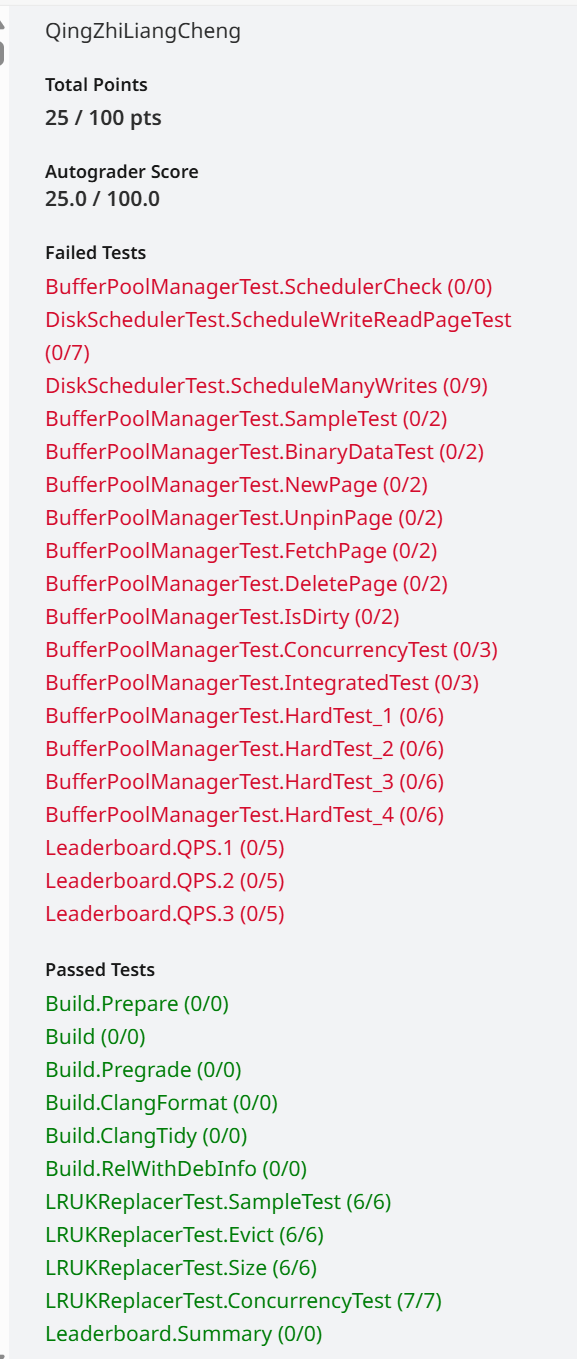 QingZhiLiangCheng
Total Points
25 / 100 pts
Autograder Score
25.0 / 100.0
Failed Tests
BufferPoolManagerTest.SchedulerCheck (0/0)
DiskSchedulerTest.ScheduleWriteReadPageTest
(0/7)
DiskSchedulerTest.ScheduleManyWrites (0/9)
BufferPoolManagerTest.SampleTest (0/2)
BufferPoolManagerTest.BinaryDataTest (0/2)
BufferPoolManagerTest.NewPage (0/2)
BufferPoolManagerTest.UnpinPage (0/2)
BufferPoolManagerTest.FetchPage (0/2)
BufferPoolManagerTest.DeletePage (0/2)
BufferPoolManagerTest.IsDirty (0/2)
BufferPoolManagerTest.ConcurrencyTest (0/3)
BufferPoolManagerTest.IntegratedTest (0/3)
BufferPoolManagerTest.HardTest_1 (0/6)
BufferPoolManagerTest.HardTest_2 (0/6)
BufferPoolManagerTest.HardTest_3 (0/6)
BufferPoolManagerTest.HardTest_4 (0/6)
Leaderboard.QPS.1 (0/5)
Leaderboard.QPS.2 (0/5)
Leaderboard.QPS.3 (0/5)
Passed Tests
Build.Prepare (0/0)
Build (0/0)
Build.Pregrade (0/0)
Build.ClangFormat (0/0)
Build.ClangTidy (0/0)
Build.RelWithDebInfo (0/0)
LRUKReplacerTest.SampleTest (6/6)
LRUKReplacerTest.Evict (6/6)
LRUKReplacerTest.Size (6/6)
LRUKReplacerTest.ConcurrencyTest (7/7)
Leaderboard.Summary (0/0)